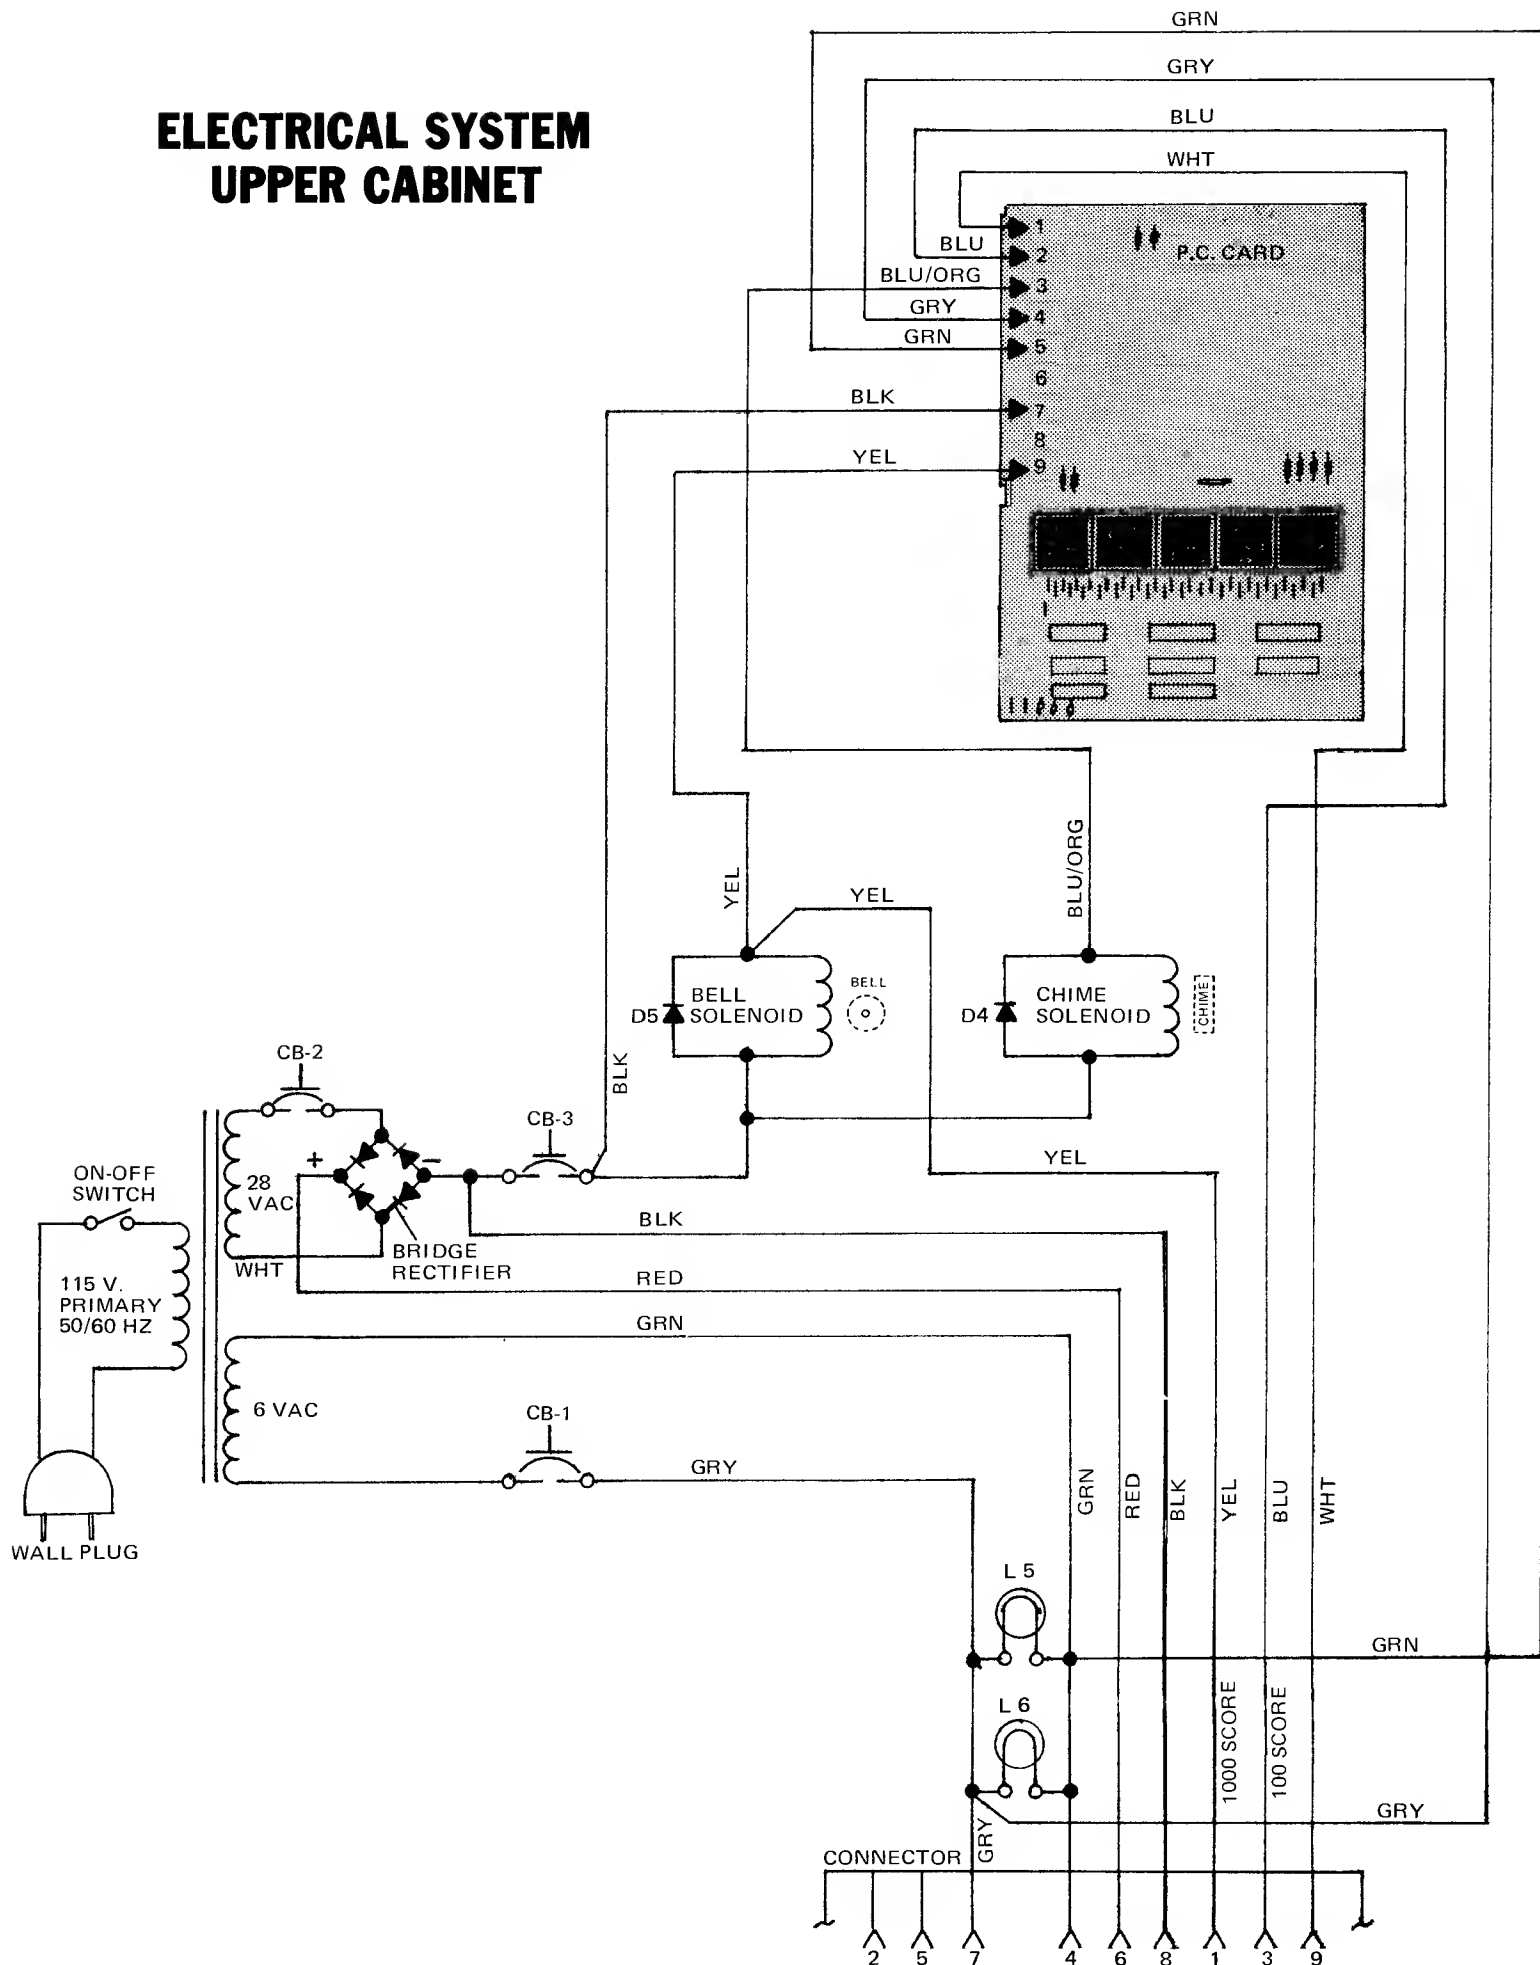 GRN
GRY
BLU
WHT
ELECTRICAL SYSTEM
UPPER CABINET
1
BLU
2
P.C. CARD
BLU/ORG
3
GRY
4
GRN
5
6
BLK
7
8
YEL
9
YEL
YEL
BLU/ORG
D5
BELL
SOLENOID
BELL
D4
CHIME
SOLENOID
CHIME
BLK
CB-2
CB-3
+
−
ON-OFF
SWITCH
28
VAC
WHT
BRIDGE
RECTIFIER
YEL
BLK
RED
115 V.
PRIMARY
50/60 HZ
GRN
6 VAC
CB-1
GRY
WALL PLUG
GRN
RED
BLK
YEL
BLU
WHT
L 5
GRN
L 6
1000 SCORE
100 SCORE
GRY
GRY
CONNECTOR
2
5
7
4
6
8
1
3
9